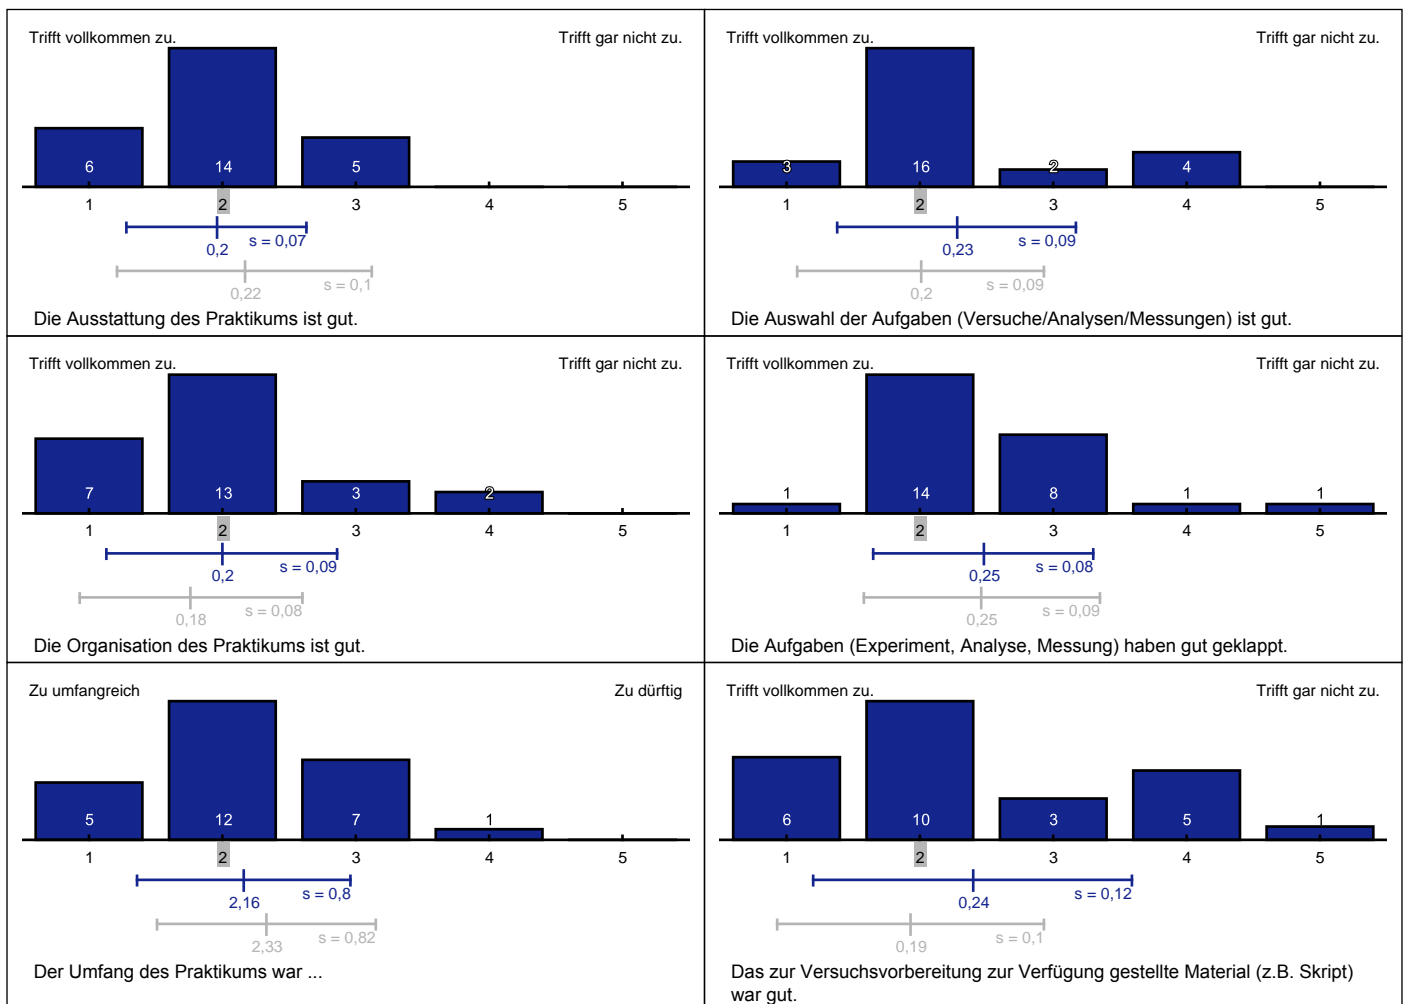 Trifft vollkommen zu. Trifft gar nicht zu.
6 14 5
1 2 3 4 5
0,2 s = 0,07
0,22 s = 0,1
Die Ausstattung des Praktikums ist gut.
Trifft vollkommen zu. Trifft gar nicht zu.
3 16 2 4
1 2 3 4 5
0,23 s = 0,09
0,2 s = 0,09
Die Auswahl der Aufgaben (Versuche/Analysen/Messungen) ist gut.
Trifft vollkommen zu. Trifft gar nicht zu.
7 13 3 2
1 2 3 4 5
0,2 s = 0,09
0,18 s = 0,08
Die Organisation des Praktikums ist gut.
Trifft vollkommen zu. Trifft gar nicht zu.
1 14 8 1 1
1 2 3 4 5
0,25 s = 0,08
0,25 s = 0,09
Die Aufgaben (Experiment, Analyse, Messung) haben gut geklappt.
Zu umfangreich Zu dürftig
5 12 7 1
1 2 3 4 5
2,16 s = 0,8
2,33 s = 0,82
Der Umfang des Praktikums war ...
Trifft vollkommen zu. Trifft gar nicht zu.
6 10 3 5 1
1 2 3 4 5
0,24 s = 0,12
0,19 s = 0,1
Das zur Versuchsvorbereitung zur Verfügung gestellte Material (z.B. Skript)
war gut.